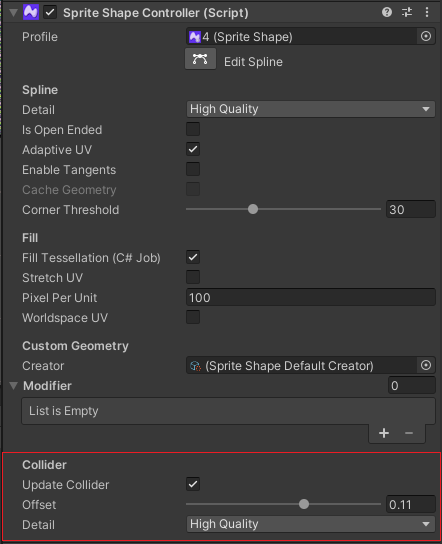 Sprite Shape Controller (Script)
Profile 4 (Sprite Shape)
Edit Spline
Spline
Detail High Quality
Is Open Ended
Adaptive UV
Enable Tangents
Cache Geometry
Corner Threshold 30
Fill
Fill Tessellation (C# Job)
Stretch UV
Pixel Per Unit 100
Worldspace UV
Custom Geometry
Creator (Sprite Shape Default Creator)
Modifier 0
List is Empty
+ −
Collider
Update Collider
Offset 0.11
Detail High Quality